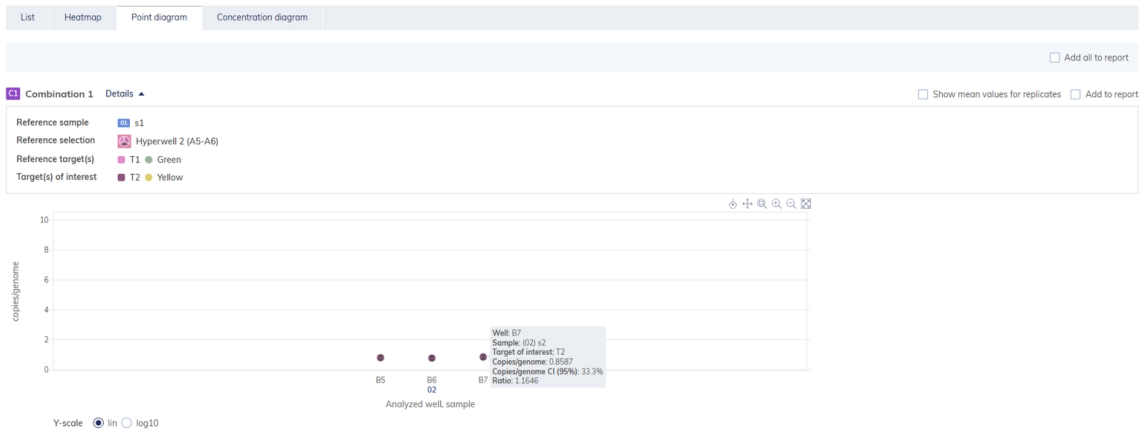 List Heatmap Point diagram Concentration diagram
Add all to report
C1 Combination 1 Details Show mean values for replicates Add to report
Reference sample 01 s1
Reference selection Hyperwell 2 (A5-A6)
Reference target(s) T1 Green
Target(s) of interest T2 Yellow
10
8
6
4
2
0
copies/genome
Well: B7
Sample: (02) s2
Target of interest: T2
Copies/genome: 0.8587
Copies/genome CI (95%): 33.3%
Ratio: 1.1646
B5 B6 B7
02
Analyzed well, sample
Y-scale lin log10